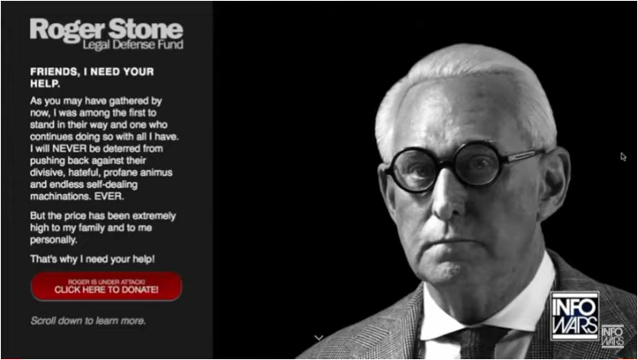 Roger Stone
Legal Defense Fund
FRIENDS, I NEED YOUR
HELP.
As you may have gathered by
now, I was among the first to
stand in their way and one who
continues doing so with all I have.
I will NEVER be deterred from
pushing back against their
divisive, hateful, profane animus
and endless self-dealing
machinations. EVER.
But the price has been extremely
high to my family and to me
personally.
That's why I need your help!
ROGER IS UNDER ATTACK!
CLICK HERE TO DONATE!
Scroll down to learn more.
INFO
WARS
INFO
WARS